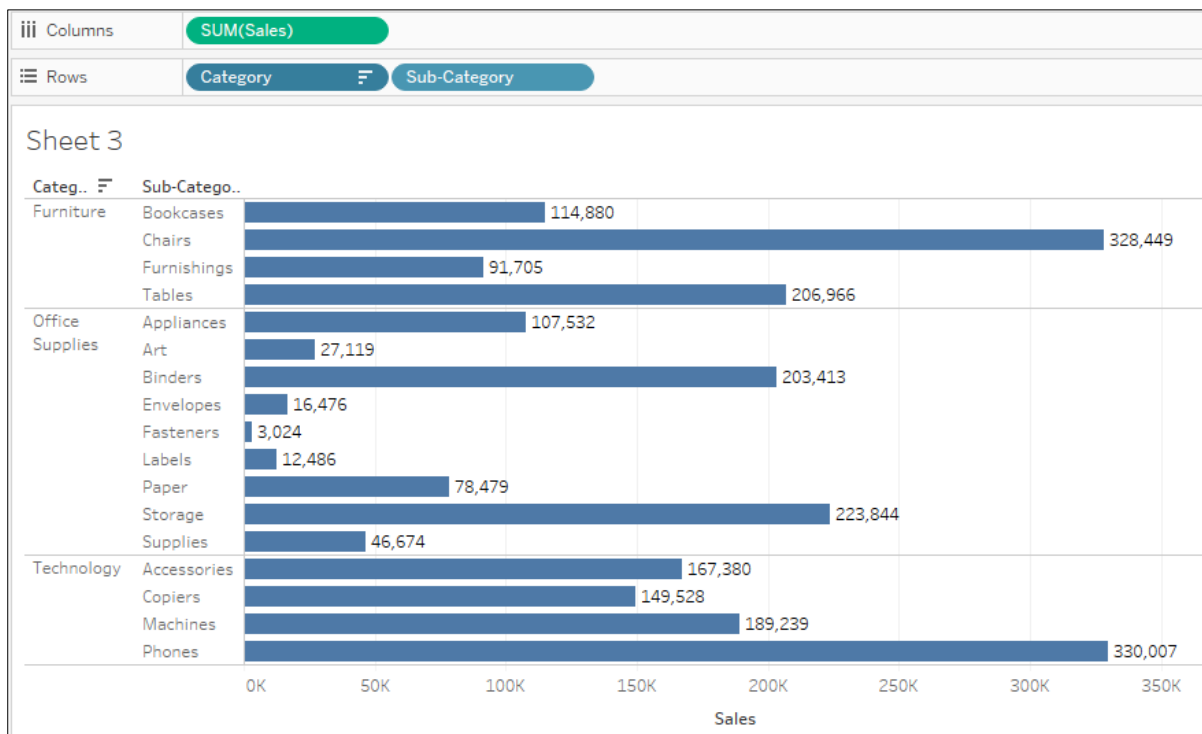 Columns SUM(Sales)
Rows Category Sub-Category
Sheet 3
Categ.. Sub-Catego..
Furniture Bookcases 114,880
Chairs 328,449
Furnishings 91,705
Tables 206,966
Office Supplies Appliances 107,532
Art 27,119
Binders 203,413
Envelopes 16,476
Fasteners 3,024
Labels 12,486
Paper 78,479
Storage 223,844
Supplies 46,674
Technology Accessories 167,380
Copiers 149,528
Machines 189,239
Phones 330,007
0K 50K 100K 150K 200K 250K 300K 350K
Sales